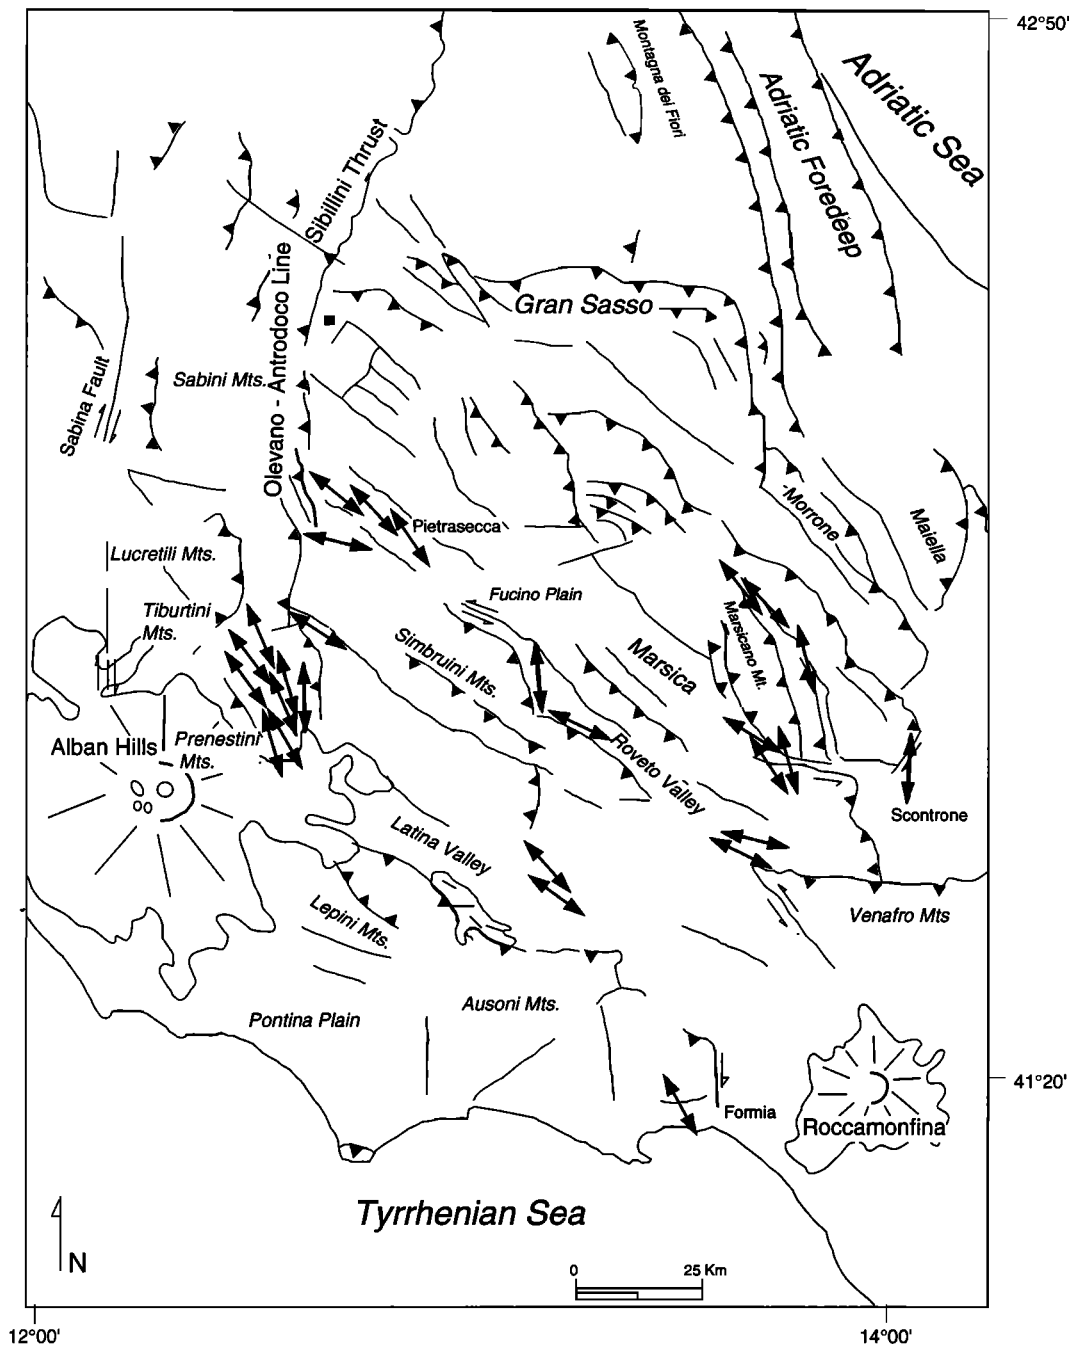 42°50'
Adriatic Sea
Montagna dei Fiori
Adriatic Foredeep
Sibillini Thrust
Olevano - Antrodoco Line
Gran Sasso
Sabina Fault
Sabini Mts.
Morrone
Maiella
Pietrasecca
Lucretili Mts.
Fucino Plain
Tiburtini
Mts.
Simbruini Mts.
Marsica
Marsicano Mt.
Alban Hills
Prenestini
Mts.
Roveto Valley
Scontrone
Latina Valley
Lepini Mts.
Venafro Mts
Ausoni Mts.
Pontina Plain
41°20'
Formia
Roccamonfina
Tyrrhenian Sea
N
0 25 Km
12°00' 14°00'